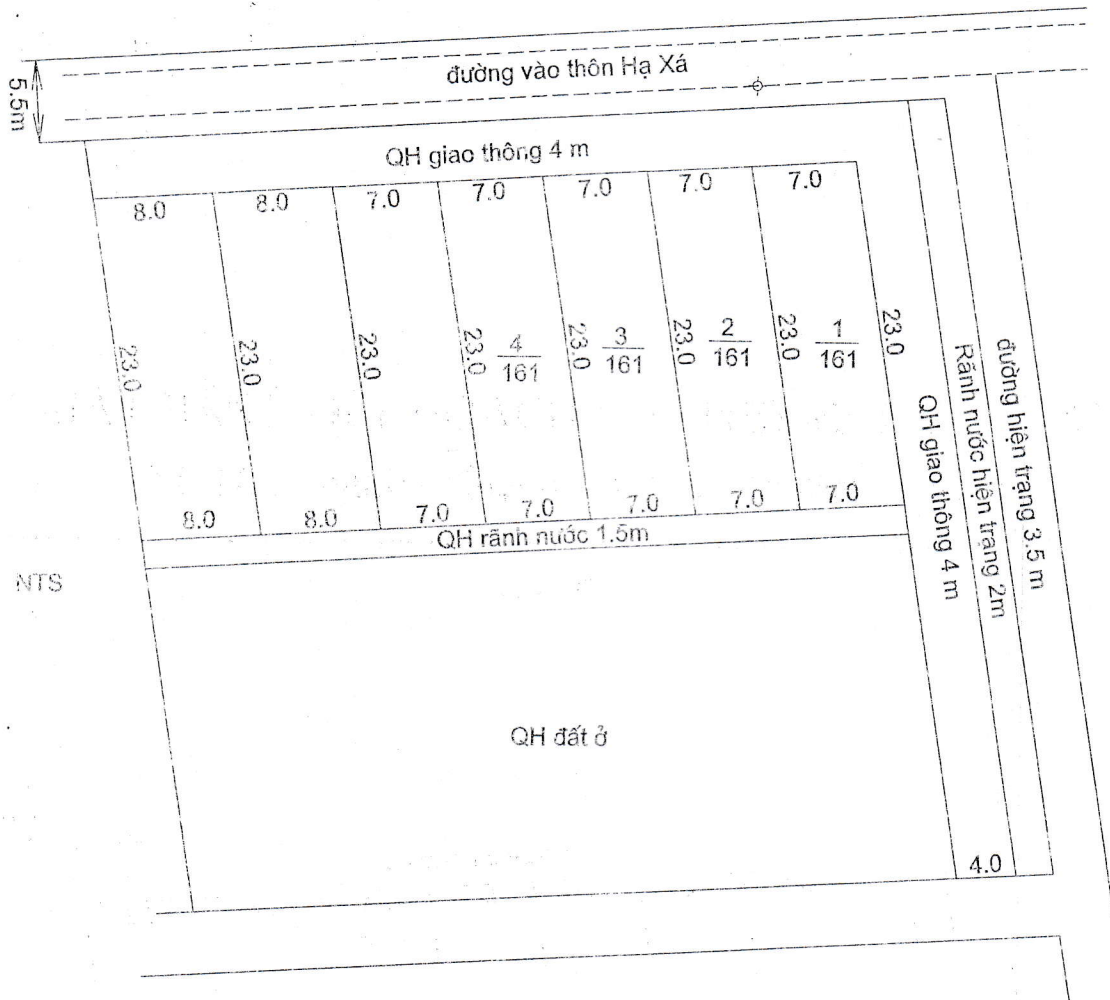 đường vào thôn Hạ Xá
5.5m
QH giao thông 4 m
8.0 8.0 7.0 7.0 7.0 7.0 7.0
23.0 23.0 23.0 23.0 23.0 23.0 23.0 23.0
4
161
3
161
2
161
1
161
QH giao thông 4 m
Rãnh nước hiện trạng 2m
đường hiện trạng 3.5 m
8.0 8.0 7.0 7.0 7.0 7.0 7.0
QH rãnh nước 1.5m
NTS
QH đất ở
4.0